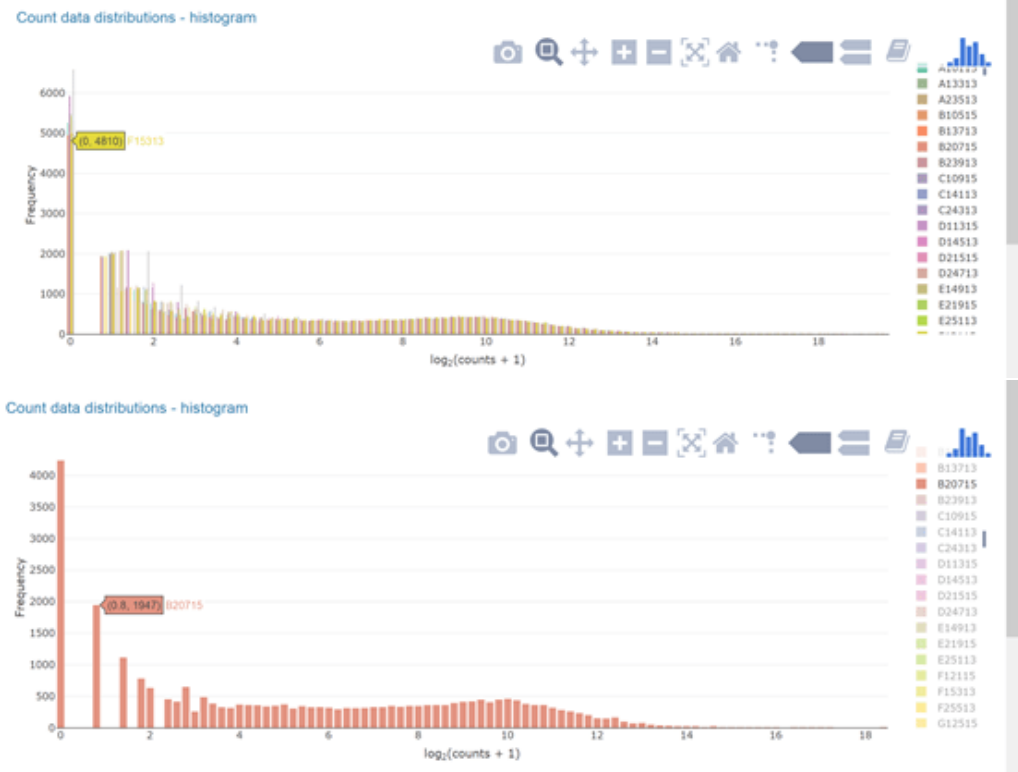 Count data distributions - histogram
6000
5000
4000
3000
2000
1000
0
Frequency
(0, 4810) F15313
0 2 4 6 8 10 12 14 16 18
log₂(counts + 1)
A13313
A23513
B10515
B13713
B20715
B23913
C10915
C14113
C24313
D11315
D14513
D21515
D24713
E14913
E21915
E25113
Count data distributions - histogram
4000
3500
3000
2500
2000
1500
1000
500
0
Frequency
(0.8, 1947) B20715
0 2 4 6 8 10 12 14 16 18
log₂(counts + 1)
B13713
B20715
B23913
C10915
C14113
C24313
D11315
D14513
D21515
D24713
E14913
E21915
E25113
F12115
F15313
F25513
G12515